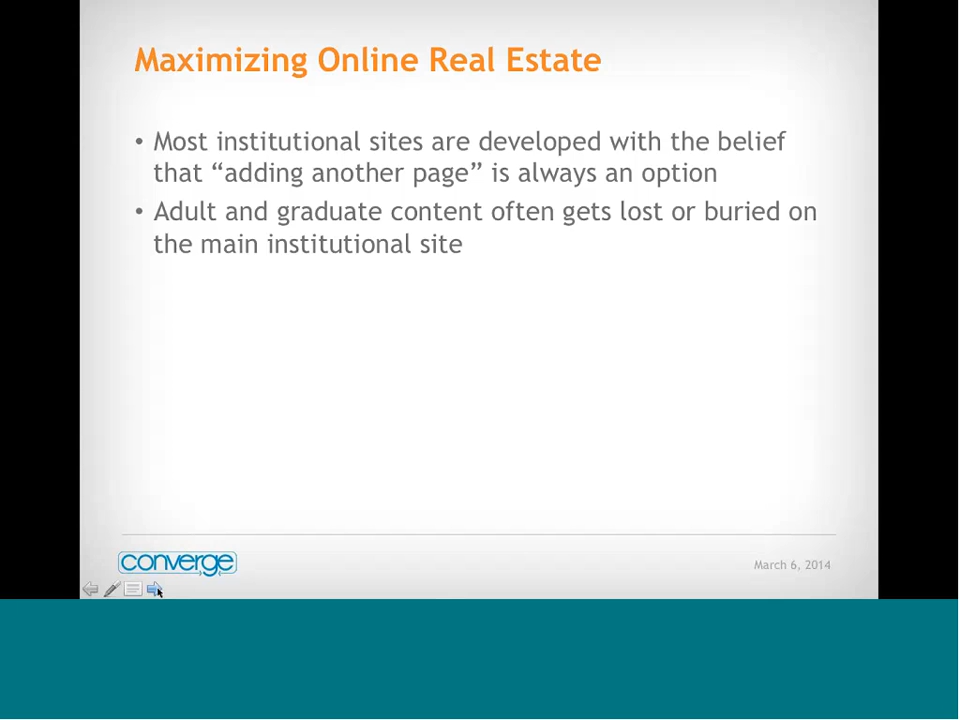 Maximizing Online Real Estate
• Most institutional sites are developed with the belief
that “adding another page” is always an option
• Adult and graduate content often gets lost or buried on
the main institutional site
converge
March 6, 2014